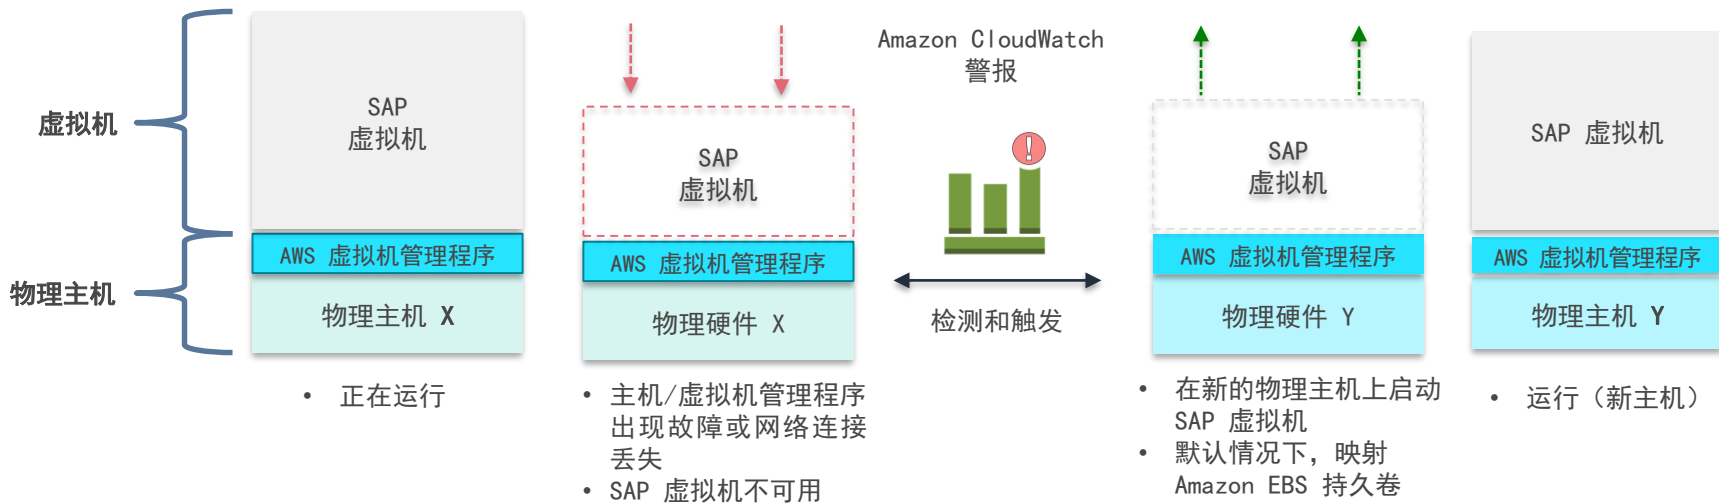 虚拟机
物理主机
SAP
虚拟机
AWS 虚拟机管理程序
物理主机 X
• 正在运行
SAP
虚拟机
AWS 虚拟机管理程序
物理硬件 X
• 主机/虚拟机管理程序
出现故障或网络连接
丢失
• SAP 虚拟机不可用
Amazon CloudWatch
警报
!
检测和触发
SAP
虚拟机
AWS 虚拟机管理程序
物理硬件 Y
• 在新的物理主机上启动
SAP 虚拟机
• 默认情况下，映射
Amazon EBS 持久卷
SAP 虚拟机
AWS 虚拟机管理程序
物理主机 Y
• 运行（新主机）